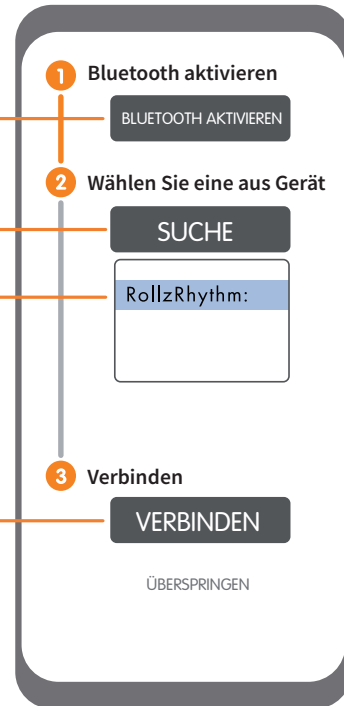 1 Bluetooth aktivieren
BLUETOOTH AKTIVIEREN
2 Wählen Sie eine aus Gerät
SUCHE
RollzRhythm:
3 Verbinden
VERBINDEN
ÜBERSPRINGEN